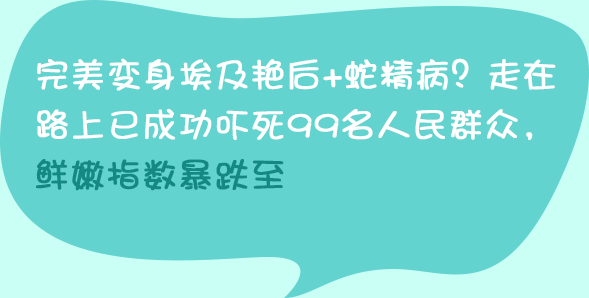 完美变身埃及艳后+蛇精病？走在
路上已成功吓死99名人民群众，
鲜嫩指数暴跌至